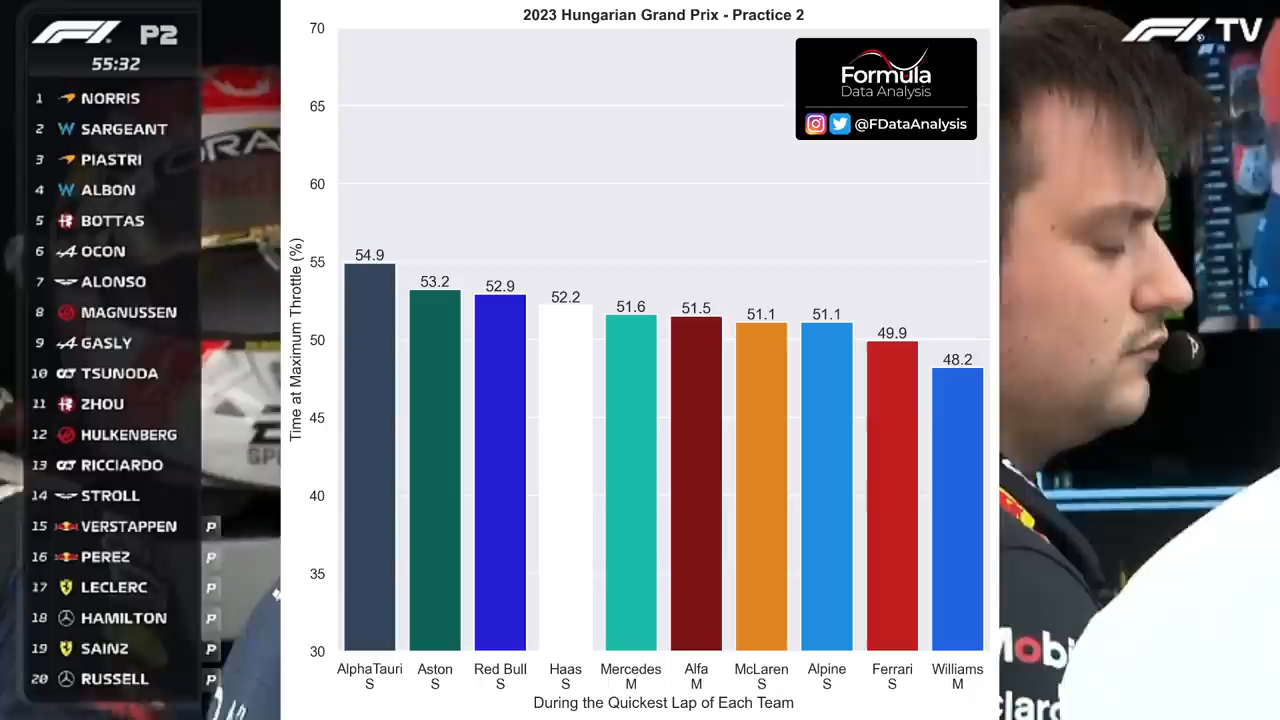 F1 P2
55:32
1 NORRIS
2 SARGEANT
3 PIASTRI
4 ALBON
5 BOTTAS
6 OCON
7 ALONSO
8 MAGNUSSEN
9 GASLY
10 TSUNODA
11 ZHOU
12 HULKENBERG
13 RICCIARDO
14 STROLL
15 VERSTAPPEN P
16 PEREZ P
17 LECLERC P
18 HAMILTON P
19 SAINZ P
20 RUSSELL P
2023 Hungarian Grand Prix - Practice 2
Formula
Data Analysis
@FDataAnalysis
Time at Maximum Throttle (%)
70
65
60
55
50
45
40
35
30
54.9
53.2
52.9
52.2
51.6
51.5
51.1
51.1
49.9
48.2
AlphaTauri Aston Red Bull Haas Mercedes Alfa McLaren Alpine Ferrari Williams
S S S S M M S S S M
During the Quickest Lap of Each Team
F1 TV
ORA
Mobi